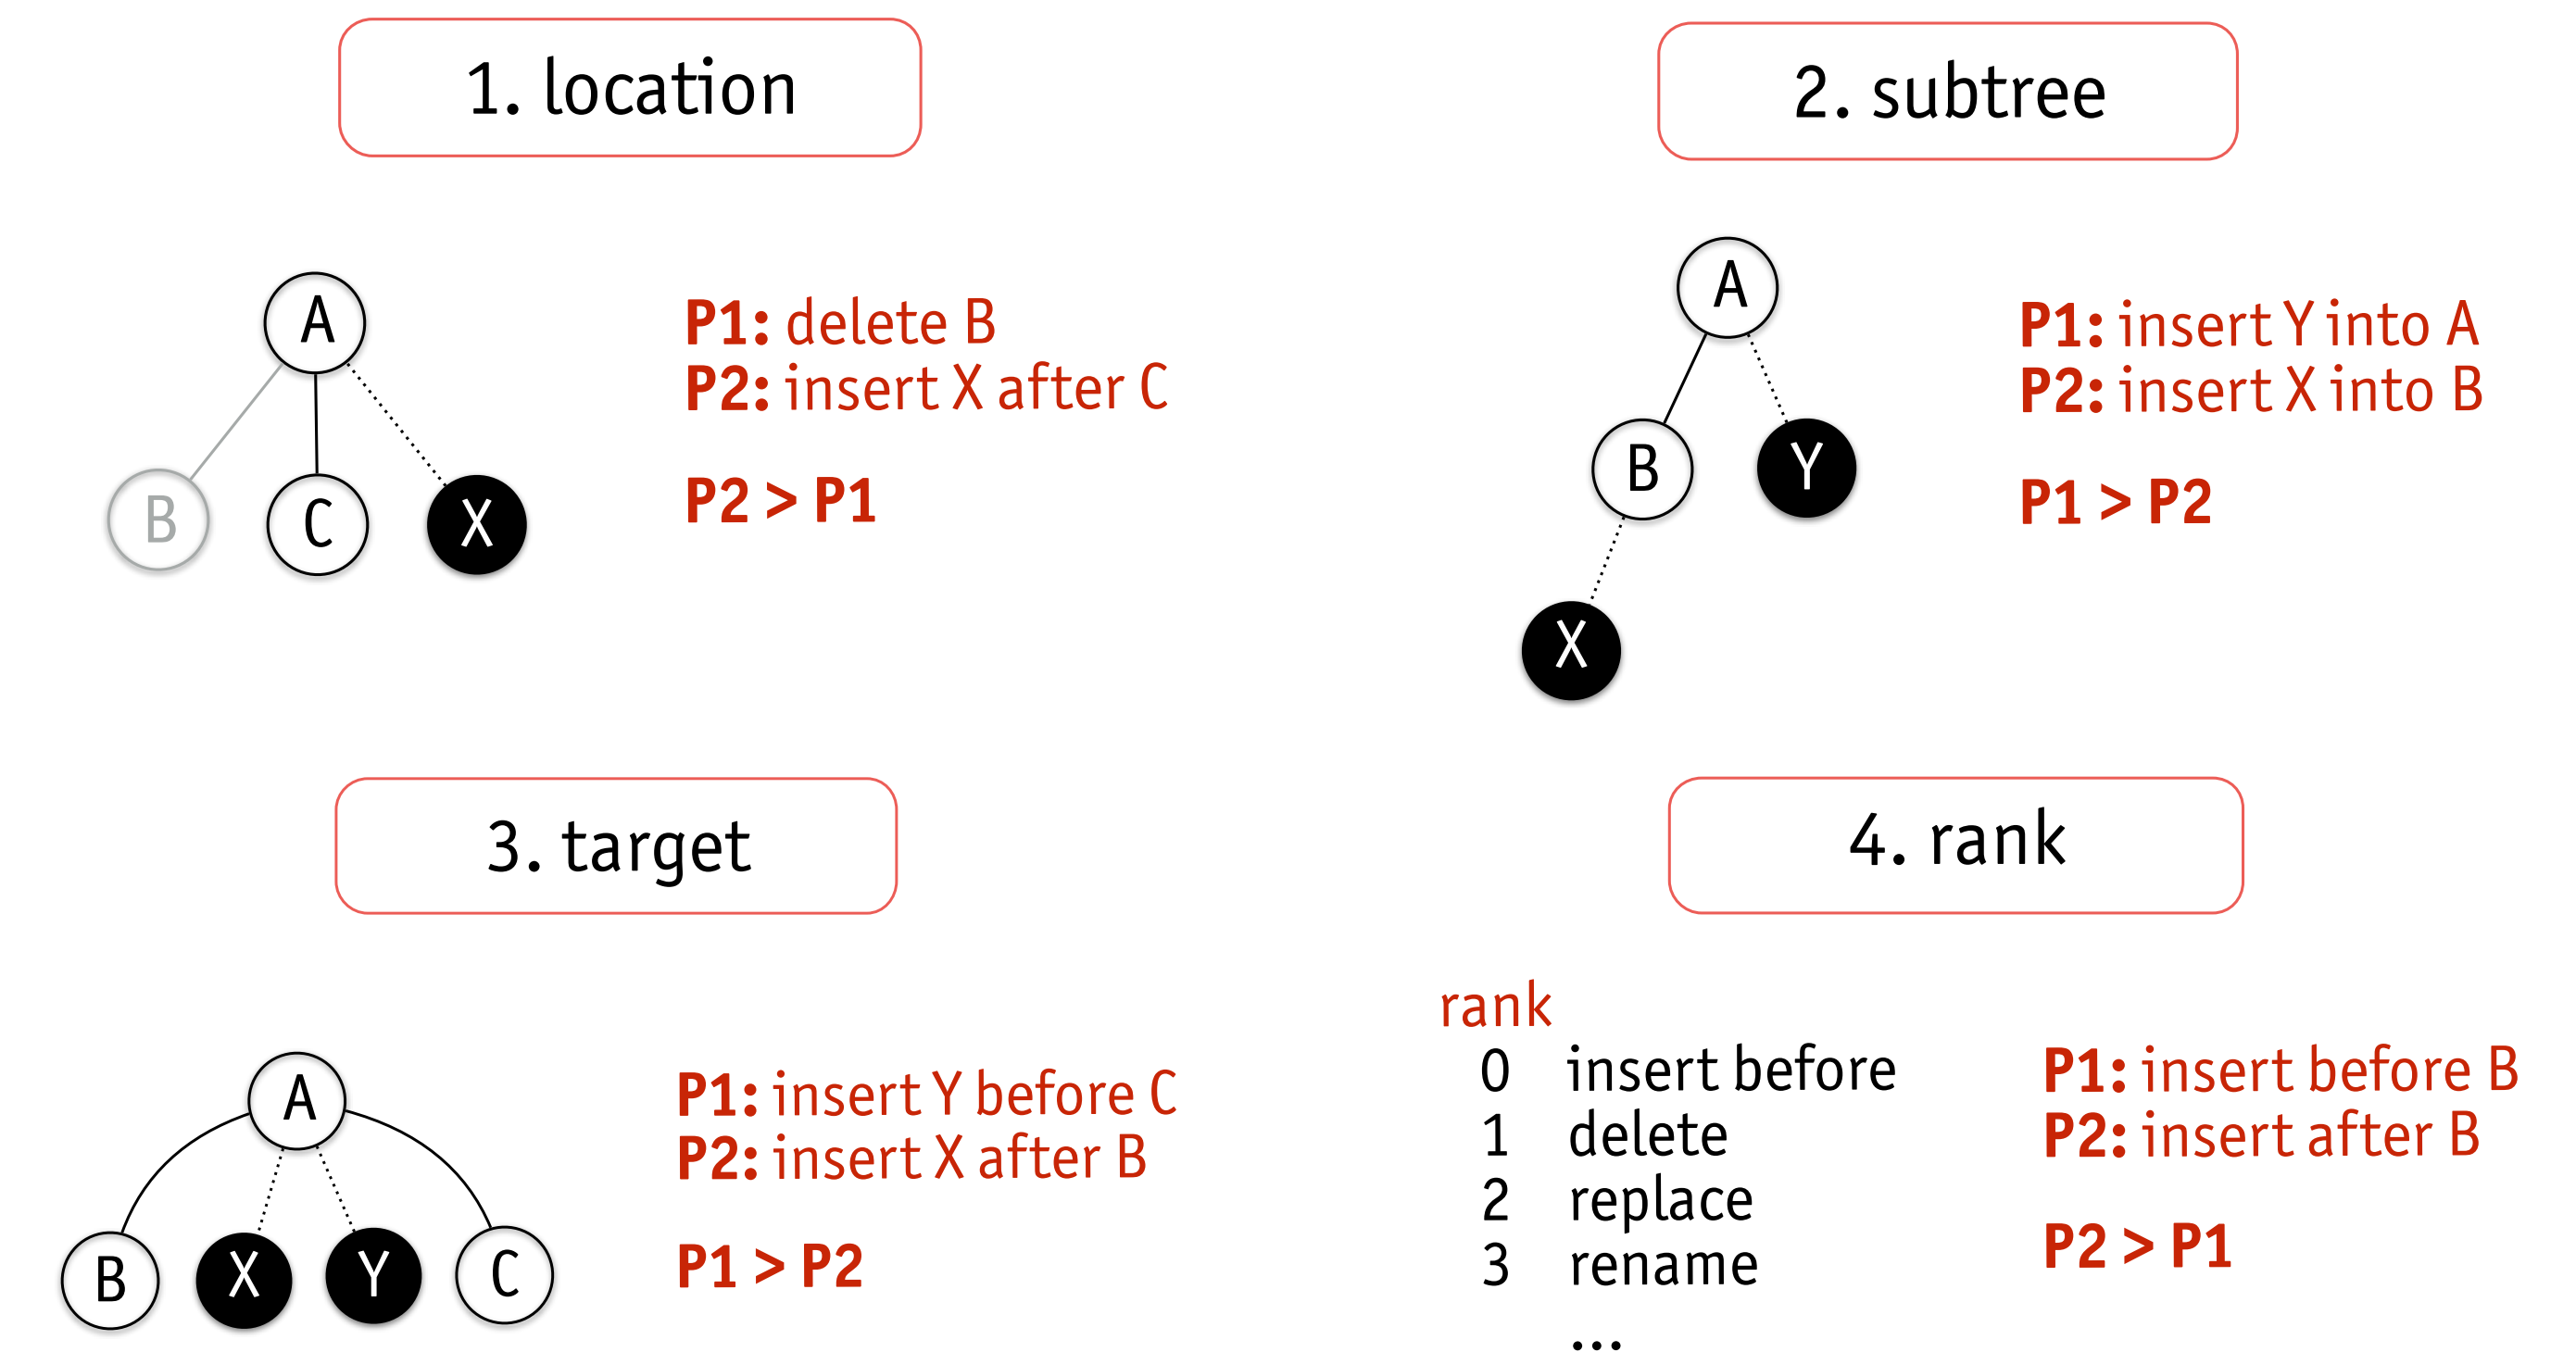 1. location
A
B
C
X
P1: delete B
P2: insert X after C
P2 > P1
2. subtree
A
B
Y
X
P1: insert Y into A
P2: insert X into B
P1 > P2
3. target
A
B
X
Y
C
P1: insert Y before C
P2: insert X after B
P1 > P2
4. rank
rank
0 insert before
1 delete
2 replace
3 rename
...
P1: insert before B
P2: insert after B
P2 > P1